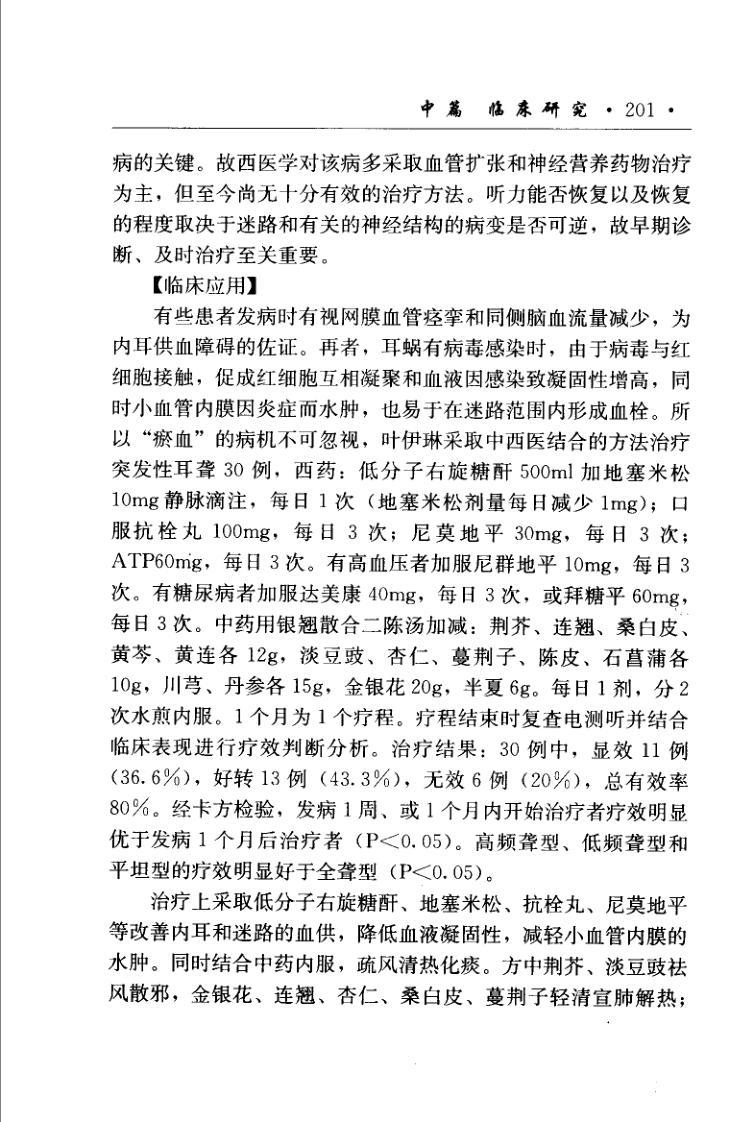 中篇 临床研究 · 201 ·
病的关键。故西医学对该病多采取血管扩张和神经营养药物治疗
为主，但至今尚无十分有效的治疗方法。听力能否恢复以及恢复
的程度取决于迷路和有关的神经结构的病变是否可逆，故早期诊
断、及时治疗至关重要。
【临床应用】
有些患者发病时有视网膜血管痉挛和同侧脑血流量减少，为
内耳供血障碍的佐证。再者，耳蜗有病毒感染时，由于病毒与红
细胞接触，促成红细胞互相凝聚和血液因感染致凝固性增高，同
时小血管内膜因炎症而水肿，也易于在迷路范围内形成血栓。所
以“瘀血”的病机不可忽视，叶伊琳采取中西医结合的方法治疗
突发性耳聋 30 例，西药：低分子右旋糖酐 500ml 加地塞米松
10mg 静脉滴注，每日 1 次（地塞米松剂量每日减少 1mg）；口
服抗栓丸 100mg，每日 3 次；尼莫地平 30mg，每日 3 次；
ATP60mg，每日 3 次。有高血压者加服尼群地平 10mg，每日 3
次。有糖尿病者加服达美康 40mg，每日 3 次，或拜糖平 60mg，
每日 3 次。中药用银翘散合二陈汤加减：荆芥、连翘、桑白皮、
黄芩、黄连各 12g，淡豆豉、杏仁、蔓荆子、陈皮、石菖蒲各
10g，川芎、丹参各 15g，金银花 20g，半夏 6g。每日 1 剂，分 2
次水煎内服。1 个月为 1 个疗程。疗程结束时复查电测听并结合
临床表现进行疗效判断分析。治疗结果：30 例中，显效 11 例
（36.6%），好转 13 例（43.3%），无效 6 例（20%），总有效率
80%。经卡方检验，发病 1 周、或 1 个月内开始治疗者疗效明显
优于发病 1 个月后治疗者（P＜0.05）。高频聋型、低频聋型和
平坦型的疗效明显好于全聋型（P＜0.05）。
治疗上采取低分子右旋糖酐、地塞米松、抗栓丸、尼莫地平
等改善内耳和迷路的血供，降低血液凝固性，减轻小血管内膜的
水肿。同时结合中药内服，疏风清热化痰。方中荆芥、淡豆豉祛
风散邪，金银花、连翘、杏仁、桑白皮、蔓荆子轻清宣肺解热；